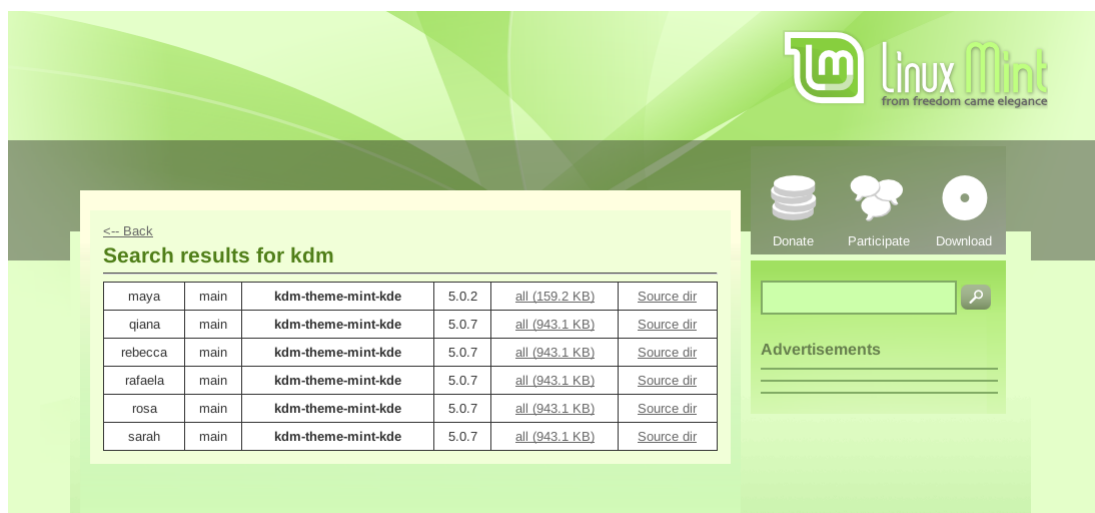 Linux Mint
from freedom came elegance
Donate Participate Download
<-- Back
Search results for kdm
maya main kdm-theme-mint-kde 5.0.2 all (159.2 KB) Source dir
qiana main kdm-theme-mint-kde 5.0.7 all (943.1 KB) Source dir
rebecca main kdm-theme-mint-kde 5.0.7 all (943.1 KB) Source dir
rafaela main kdm-theme-mint-kde 5.0.7 all (943.1 KB) Source dir
rosa main kdm-theme-mint-kde 5.0.7 all (943.1 KB) Source dir
sarah main kdm-theme-mint-kde 5.0.7 all (943.1 KB) Source dir
Advertisements